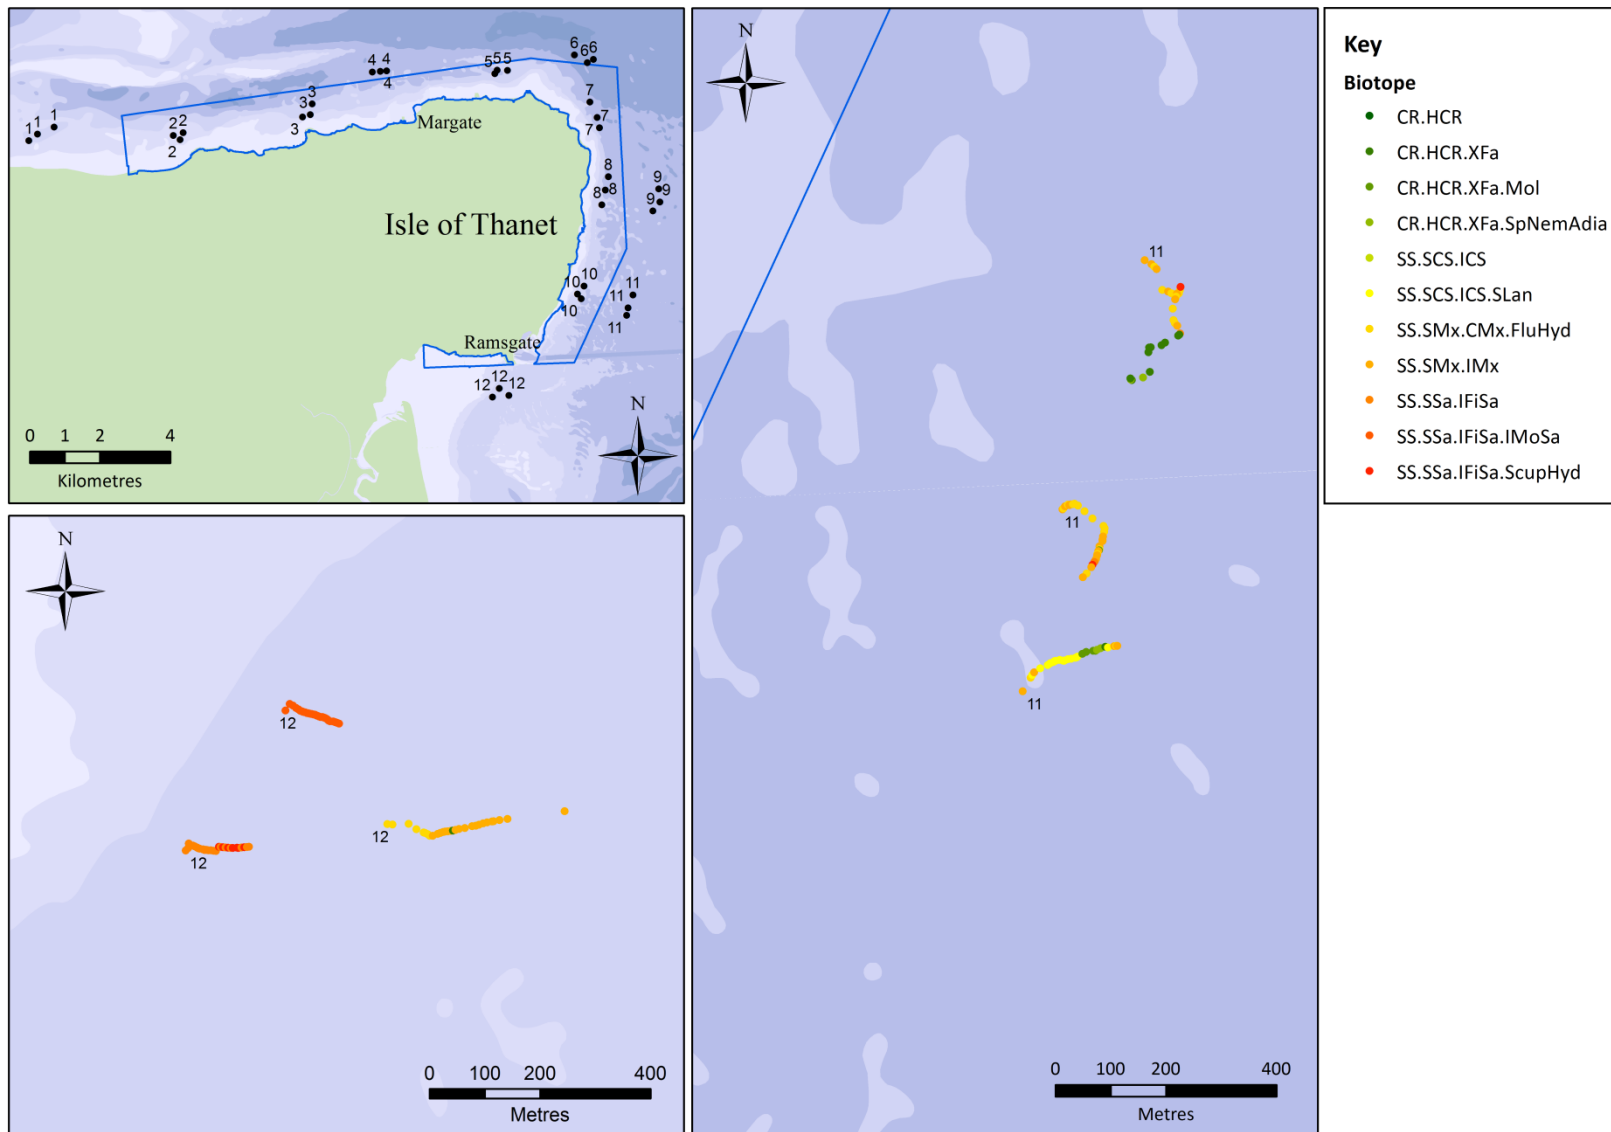 N
6
6 6
4 4
4
5 5 5
7
7
7
3
3
3
1 1 1
2 2
2
Margate
8
8 8
9
9
9
Isle of Thanet
10
10
10
11
11
11
Ramsgate
12
12 12
N
0 1 2 4
Kilometres
N
12
12
12
0 100 200 400
Metres
N
11
11
11
0 100 200 400
Metres
Key
Biotope
CR.HCR
CR.HCR.XFa
CR.HCR.XFa.Mol
CR.HCR.XFa.SpNemAdia
SS.SCS.ICS
SS.SCS.ICS.SLan
SS.SMx.CMx.FluHyd
SS.SMx.IMx
SS.SSa.IFiSa
SS.SSa.IFiSa.IMoSa
SS.SSa.IFiSa.ScupHyd